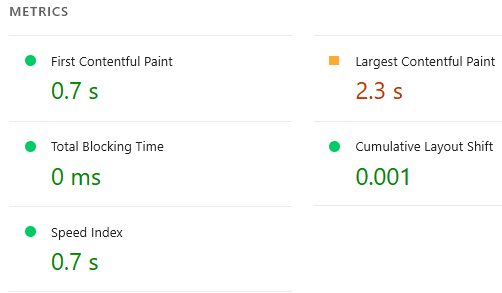 METRICS
First Contentful Paint
0.7 s
Largest Contentful Paint
2.3 s
Total Blocking Time
0 ms
Cumulative Layout Shift
0.001
Speed Index
0.7 s